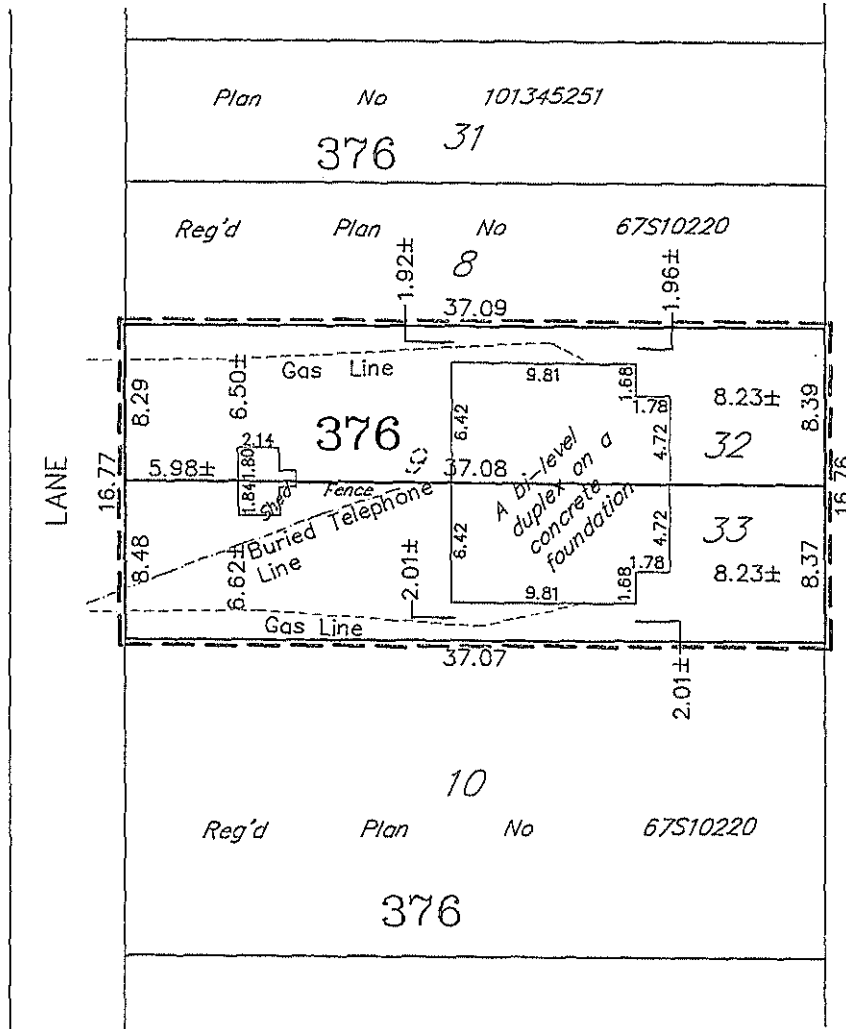 Plan No 101345251
376 31
Reg'd Plan No 67S10220
8
1.92±
1.96±
37.09
Gas Line
9.81
1.68
1.78
8.23±
8.39
8.29
6.50±
376
6.42
4.72
32
2.14
1.80
9
37.08
5.98±
LANE
16.77
16.76
1.84
Shed
Fence
A bi-level
duplex on a
concrete
foundation
Buried Telephone
Line
33
8.48
6.62±
2.01±
6.42
4.72
1.78
8.23±
8.37
9.81
1.68
Gas Line
37.07
2.01±
10
Reg'd Plan No 67S10220
376